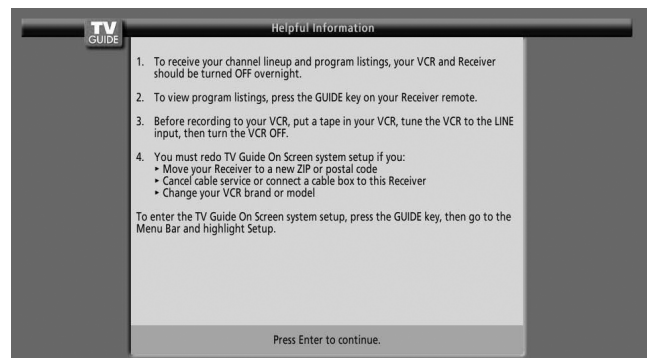 TV
GUIDE
Helpful Information
1. To receive your channel lineup and program listings, your VCR and Receiver
should be turned OFF overnight.
2. To view program listings, press the GUIDE key on your Receiver remote.
3. Before recording to your VCR, put a tape in your VCR, tune the VCR to the LINE
input, then turn the VCR OFF.
4. You must redo TV Guide On Screen system setup if you:
‣ Move your Receiver to a new ZIP or postal code
‣ Cancel cable service or connect a cable box to this Receiver
‣ Change your VCR brand or model
To enter the TV Guide On Screen system setup, press the GUIDE key, then go to the
Menu Bar and highlight Setup.
Press Enter to continue.